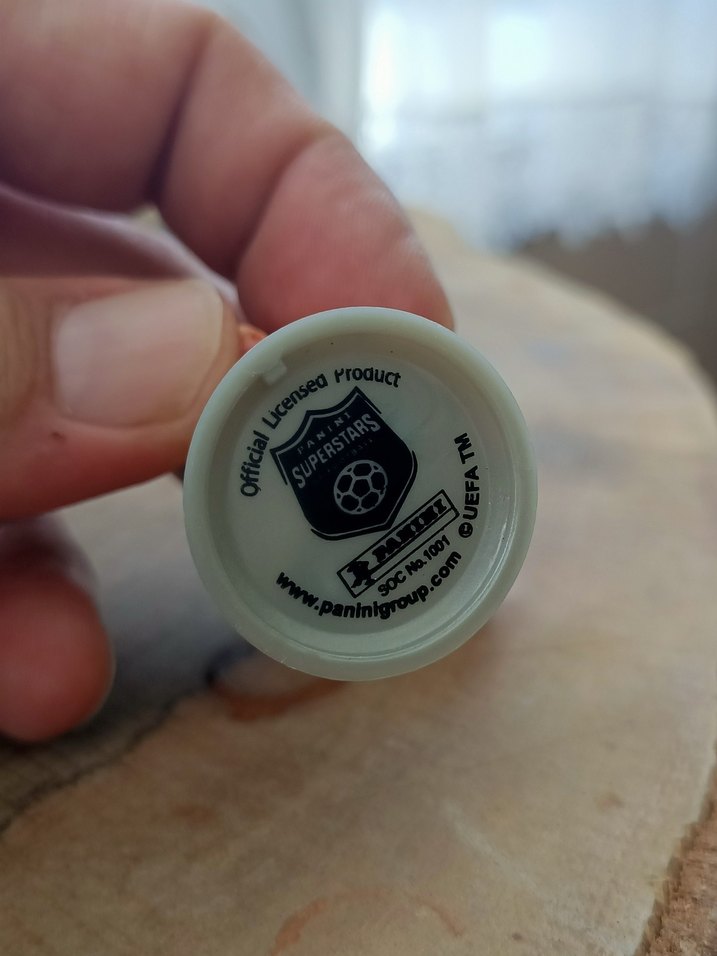 Official Licensed Product
PANINI
SUPERSTARS
©UEFA TM
PANINI
SOC No.1001
www.paninigroup.com